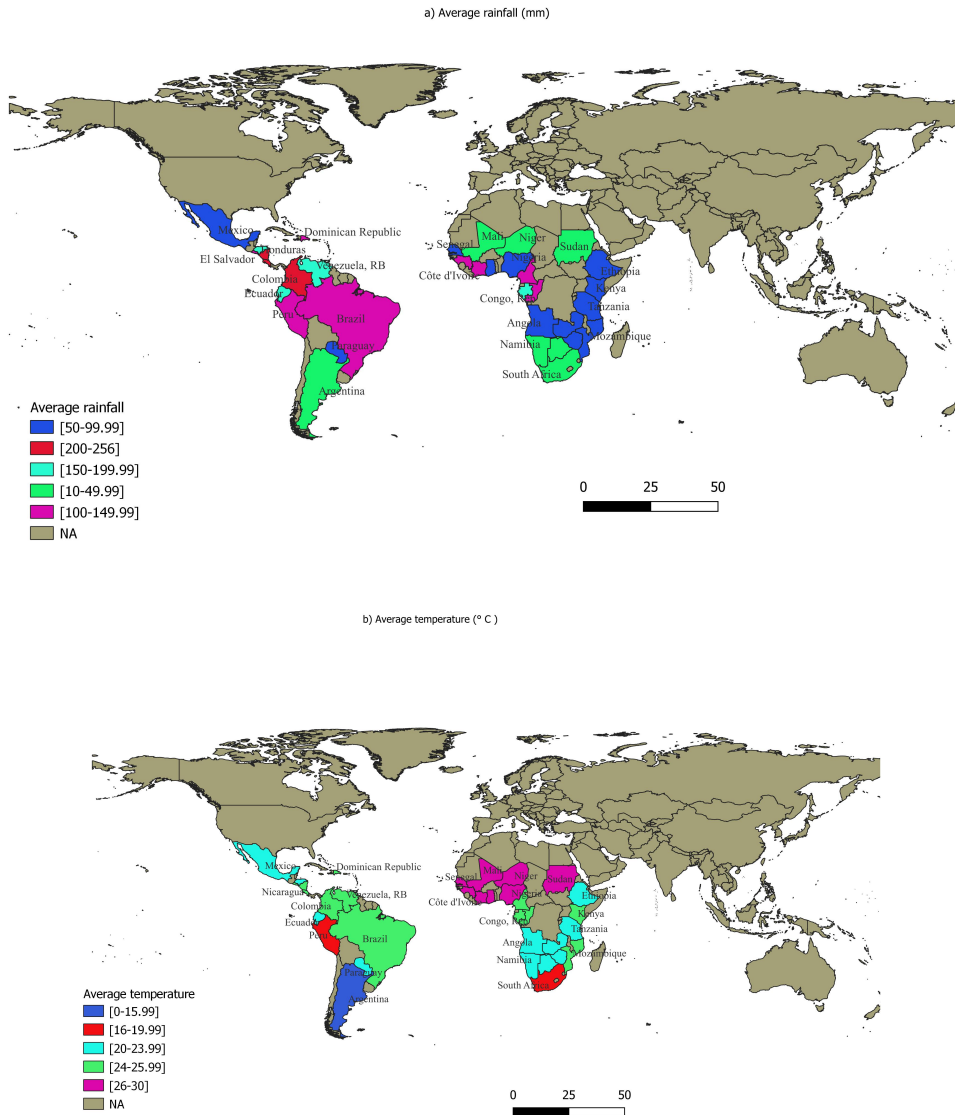 a) Average rainfall (mm)
Mexico
Dominican Republic
Honduras
El Salvador
Venezuela, RB
Colombia
Ecuador
Peru
Brazil
Paraguay
Argentina
Senegal
Mali
Niger
Sudan
Nigeria
Côte d'Ivoire
Ethiopia
Kenya
Congo, Rep
Tanzania
Angola
Mozambique
Namibia
South Africa
Average rainfall
[50-99.99]
[200-256]
[150-199.99]
[10-49.99]
[100-149.99]
NA
0 25 50
b) Average temperature (° C )
Mexico
Dominican Republic
Nicaragua
Venezuela, RB
Colombia
Ecuador
Peru
Brazil
Paraguay
Argentina
Senegal
Mali
Niger
Sudan
Nigeria
Côte d'Ivoire
Ethiopia
Kenya
Congo, Rep
Tanzania
Angola
Mozambique
Namibia
South Africa
Average temperature
[0-15.99]
[16-19.99]
[20-23.99]
[24-25.99]
[26-30]
NA
0 25 50